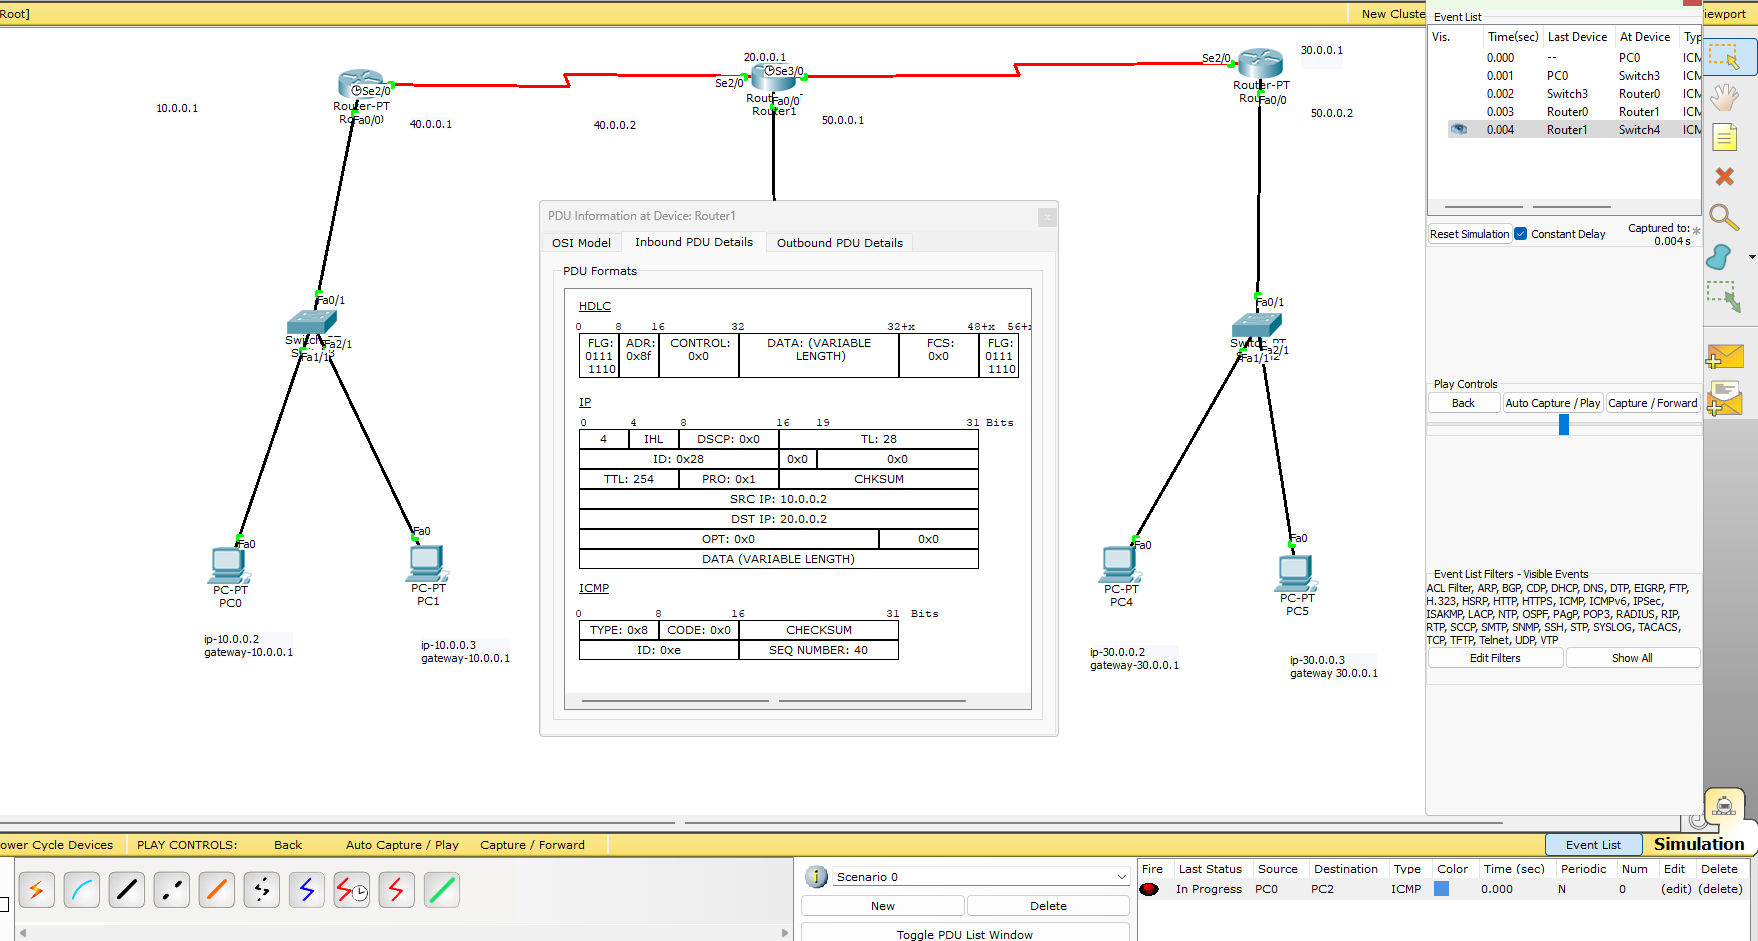 Root]
New Cluste
iewport
Event List
Vis. Time(sec) Last Device At Device Typ
0.000 -- PC0 ICM
0.001 PC0 Switch3 ICM
0.002 Switch3 Router0 ICM
0.003 Router0 Router1 ICM
0.004 Router1 Switch4 ICM
Reset Simulation Constant Delay Captured to: *
0.004 s
Play Controls
Back Auto Capture / Play Capture / Forward
Event List Filters - Visible Events
ACL Filter, ARP, BGP, CDP, DHCP, DNS, DTP, EIGRP, FTP,
H.323, HSRP, HTTP, HTTPS, ICMP, ICMPv6, IPSec,
ISAKMP, LACP, NTP, OSPF, PAgP, POP3, RADIUS, RIP,
RTP, SCCP, SMTP, SNMP, SSH, STP, SYSLOG, TACACS,
TCP, TFTP, Telnet, UDP, VTP
Edit Filters Show All
10.0.0.1
Se2/0
Router-PT
Fa0/0
40.0.0.1
40.0.0.2
20.0.0.1
Se3/0
Se2/0
Fa0/0
Router1
50.0.0.1
30.0.0.1
Se2/0
Router-PT
Fa0/0
50.0.0.2
Fa0/1
Fa2/1
Fa1/1
Fa0/1
Fa2/1
Fa1/1
Fa0
PC-PT
PC0
Fa0
PC-PT
PC1
Fa0
PC-PT
PC4
Fa0
PC-PT
PC5
ip-10.0.0.2
gateway-10.0.0.1
ip-10.0.0.3
gateway-10.0.0.1
ip-30.0.0.2
gateway-30.0.0.1
ip-30.0.0.3
gateway 30.0.0.1
PDU Information at Device: Router1 x
OSI Model Inbound PDU Details Outbound PDU Details
PDU Formats
HDLC
0 8 16 32 32+x 48+x 56+
FLG: 0111 1110 ADR: 0x8f CONTROL: 0x0 DATA: (VARIABLE LENGTH) FCS: 0x0 FLG: 0111 1110
IP
0 4 8 16 19 31 Bits
4 IHL DSCP: 0x0 TL: 28
ID: 0x28 0x0 0x0
TTL: 254 PRO: 0x1 CHKSUM
SRC IP: 10.0.0.2
DST IP: 20.0.0.2
OPT: 0x0 0x0
DATA (VARIABLE LENGTH)
ICMP
0 8 16 31 Bits
TYPE: 0x8 CODE: 0x0 CHECKSUM
ID: 0xe SEQ NUMBER: 40
ower Cycle Devices PLAY CONTROLS: Back Auto Capture / Play Capture / Forward Event List Simulation
Scenario 0
New Delete
Toggle PDU List Window
Fire Last Status Source Destination Type Color Time (sec) Periodic Num Edit Delete
In Progress PC0 PC2 ICMP 0.000 N 0 (edit) (delete)